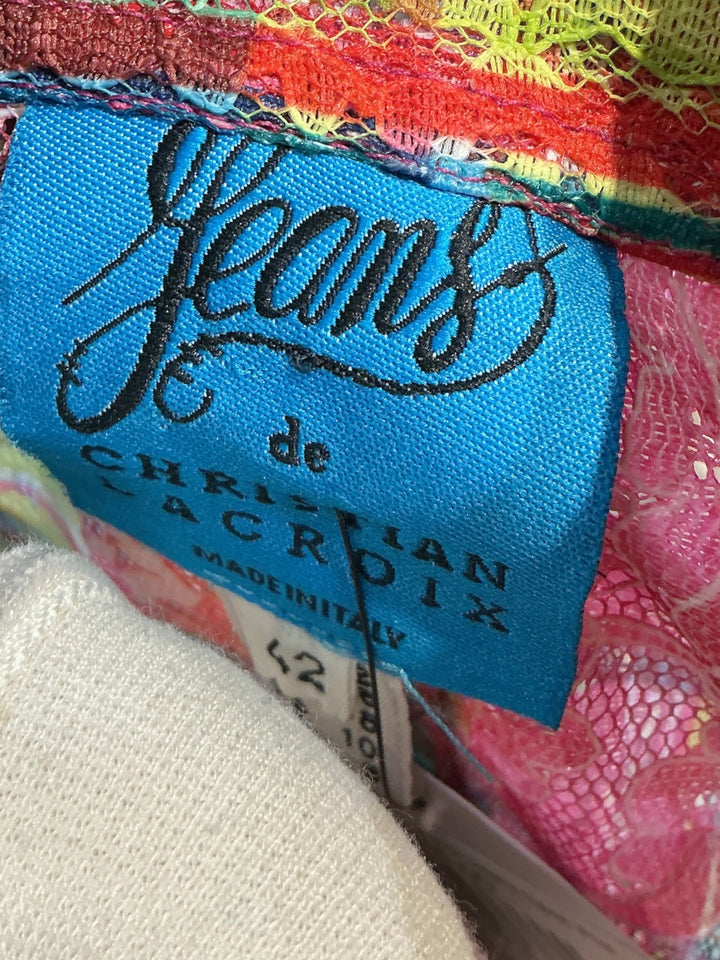 Jeans
de
CHRISTIAN
LACROIX
MADE IN ITALY
42